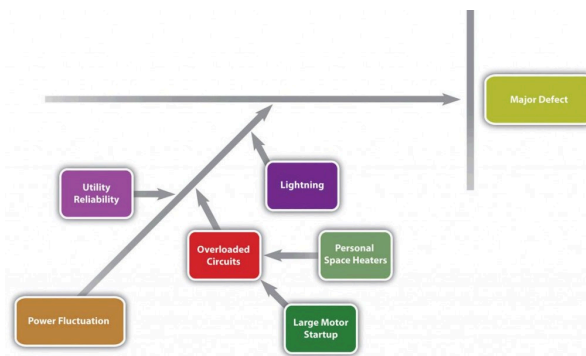 Major Defect
Utility
Reliability
Lightning
Overloaded
Circuits
Personal
Space Heaters
Power Fluctuation
Large Motor
Startup